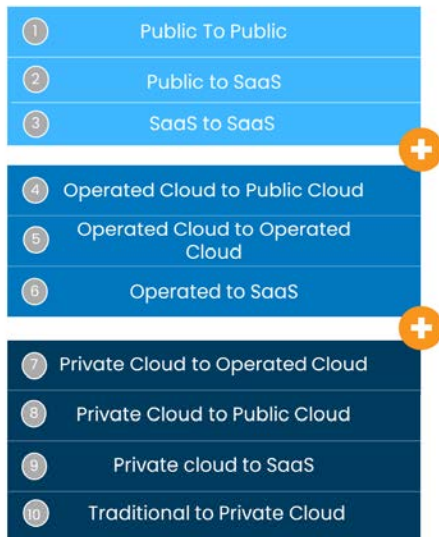 1 Public To Public
2 Public to SaaS
3 SaaS to SaaS
4 Operated Cloud to Public Cloud
5 Operated Cloud to Operated
Cloud
6 Operated to SaaS
7 Private Cloud to Operated Cloud
8 Private Cloud to Public Cloud
9 Private cloud to SaaS
10 Traditional to Private Cloud